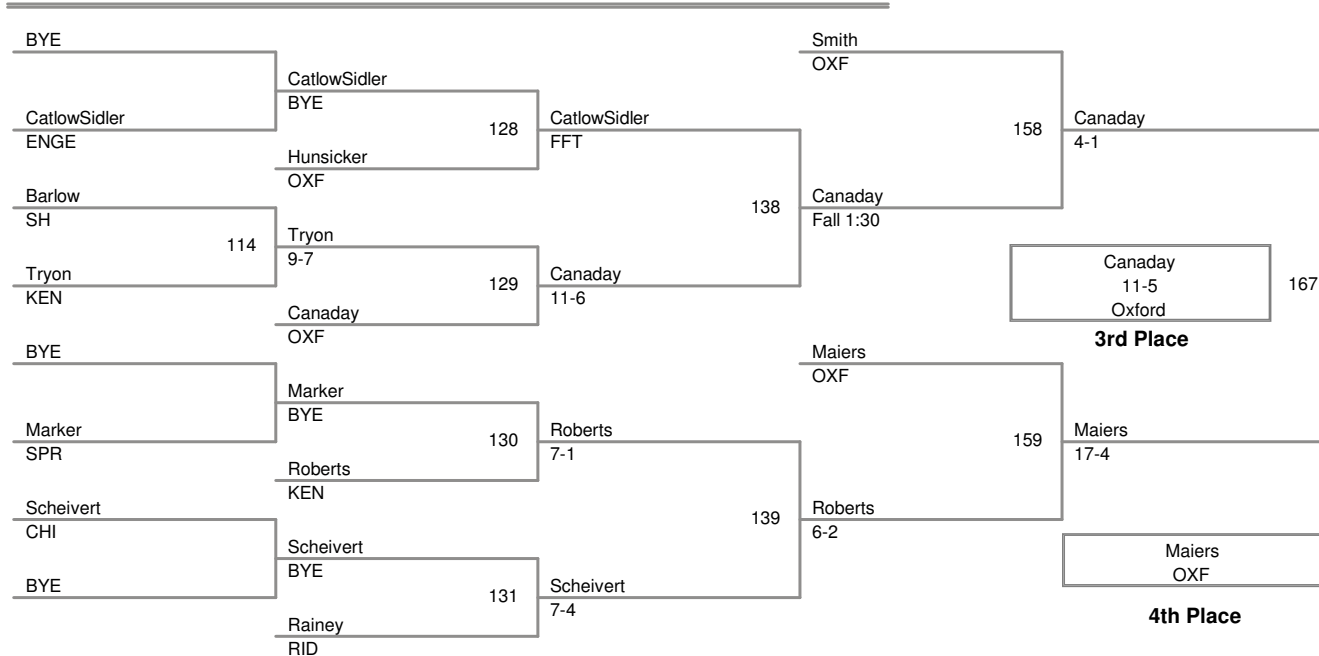 BYE
CatlowSidler
ENGE
Barlow
SH
114
Tryon
KEN
BYE
Marker
SPR
Scheivert
CHI
BYE
CatlowSidler
BYE
128
Hunsicker
OXF
Tryon
9-7
129
Canaday
OXF
Marker
BYE
130
Roberts
KEN
Scheivert
BYE
131
Rainey
RID
CatlowSidler
FFT
138
Canaday
11-6
Roberts
7-1
139
Scheivert
7-4
Smith
OXF
158
Canaday
Fall 1:30
Maiers
OXF
159
Roberts
6-2
Canaday
4-1
Canaday
11-5
Oxford
167
3rd Place
Maiers
17-4
Maiers
OXF
4th Place